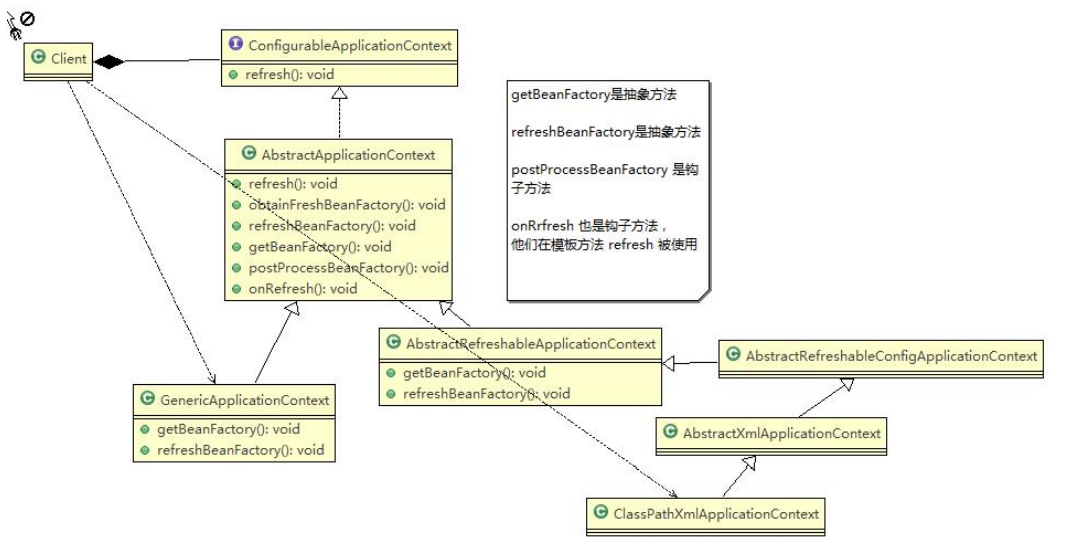 Client
ConfigurableApplicationContext
refresh(): void
AbstractApplicationContext
refresh(): void
obtainFreshBeanFactory(): void
refreshBeanFactory(): void
getBeanFactory(): void
postProcessBeanFactory(): void
onRefresh(): void
getBeanFactory是抽象方法
refreshBeanFactory是抽象方法
postProcessBeanFactory 是钩
子方法
onRrfresh 也是钩子方法，
他们在模板方法 refresh 被使用
AbstractRefreshableApplicationContext
getBeanFactory(): void
refreshBeanFactory(): void
AbstractRefreshableConfigApplicationContext
GenericApplicationContext
getBeanFactory(): void
refreshBeanFactory(): void
AbstractXmlApplicationContext
ClassPathXmlApplicationContext